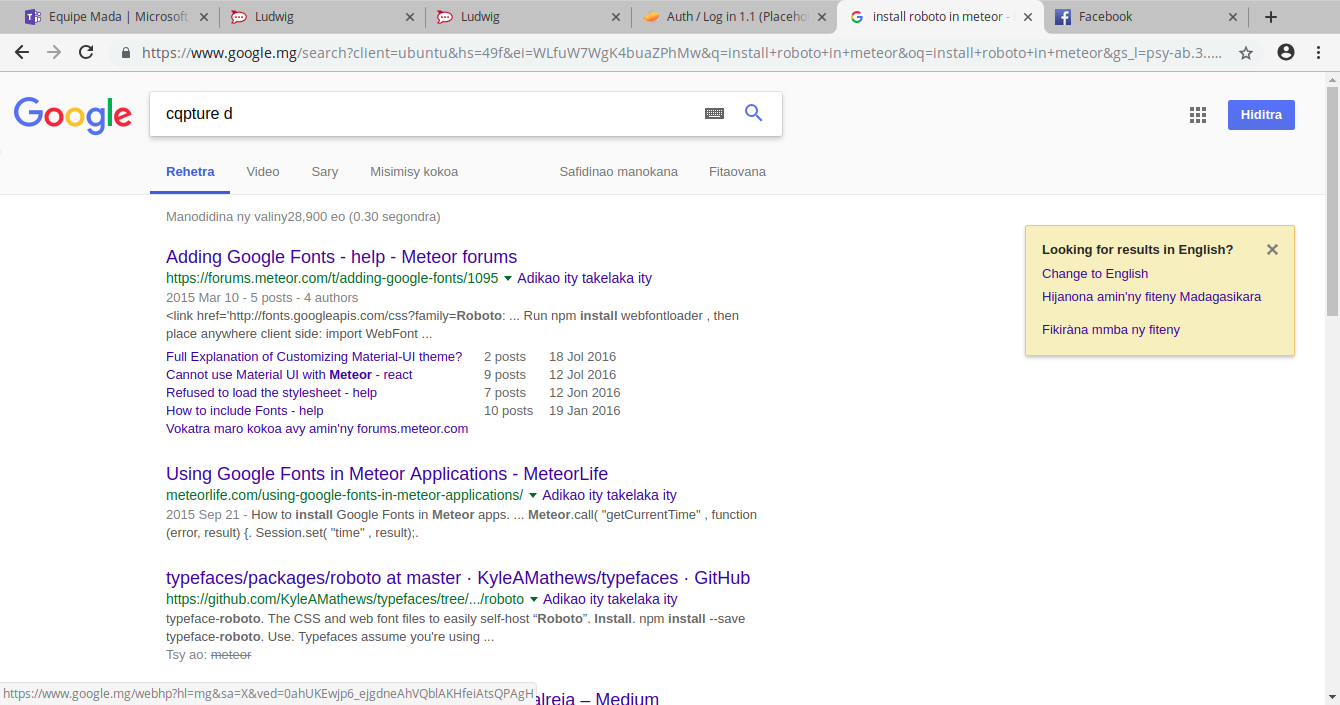 Equipe Mada | Microsoft
Ludwig
Ludwig
Auth / Log in 1.1 (Placeho
install roboto in meteor -
Facebook
https://www.google.mg/search?client=ubuntu&hs=49f&ei=WLfuW7WgK4buaZPhMw&q=install+roboto+in+meteor&oq=install+roboto+in+meteor&gs_l=psy-ab.3.....
Google
cqpture d
Hiditra
Rehetra Video Sary Misimisy kokoa Safidinao manokana Fitaovana
Manodidina ny valiny28,900 eo (0.30 segondra)
Adding Google Fonts - help - Meteor forums
https://forums.meteor.com/t/adding-google-fonts/1095 Adikao ity takelaka ity
2015 Mar 10 - 5 posts - 4 authors
<link href='http://fonts.googleapis.com/css?family=Roboto: ... Run npm install webfontloader , then
place anywhere client side: import WebFont ...
Full Explanation of Customizing Material-UI theme? 2 posts 18 Jol 2016
Cannot use Material UI with Meteor - react 9 posts 12 Jol 2016
Refused to load the stylesheet - help 7 posts 12 Jon 2016
How to include Fonts - help 10 posts 19 Jan 2016
Vokatra maro kokoa avy amin'ny forums.meteor.com
Using Google Fonts in Meteor Applications - MeteorLife
meteorlife.com/using-google-fonts-in-meteor-applications/ Adikao ity takelaka ity
2015 Sep 21 - How to install Google Fonts in Meteor apps. ... Meteor.call( "getCurrentTime" , function
(error, result) {. Session.set( "time" , result);.
typefaces/packages/roboto at master · KyleAMathews/typefaces · GitHub
https://github.com/KyleAMathews/typefaces/tree/.../roboto Adikao ity takelaka ity
typeface-roboto. The CSS and web font files to easily self-host “Roboto”. Install. npm install --save
typeface-roboto. Use. Typefaces assume you're using ...
Tsy ao: meteor
Looking for results in English?
Change to English
Hijanona amin'ny fiteny Madagasikara
Fikiràna mmba ny fiteny
https://www.google.mg/webhp?hl=mg&sa=X&ved=0ahUKEwjp6_ejgdneAhVQblAKHfeiAtsQPAgH
– Medium